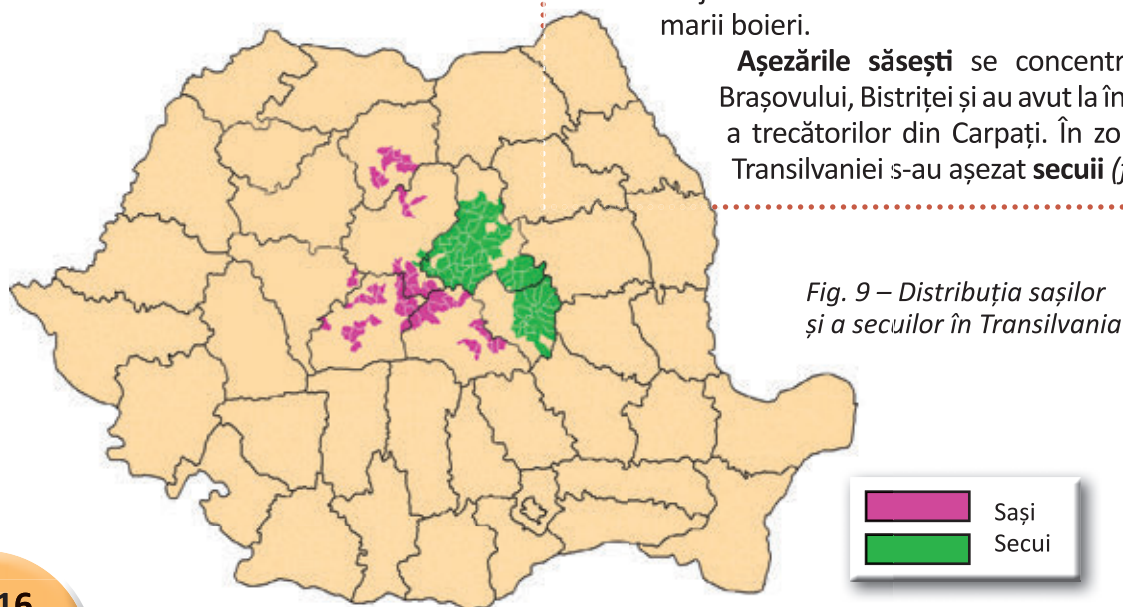 marii boieri.
Așezările săsești se concentr
Brașovului, Bistriței și au avut la în
a trecătorilor din Carpați. În zo
Transilvaniei s-au așezat secuii
Fig. 9 – Distribuția sașilor
și a secuilor în Transilvania
Sași
Secui
16